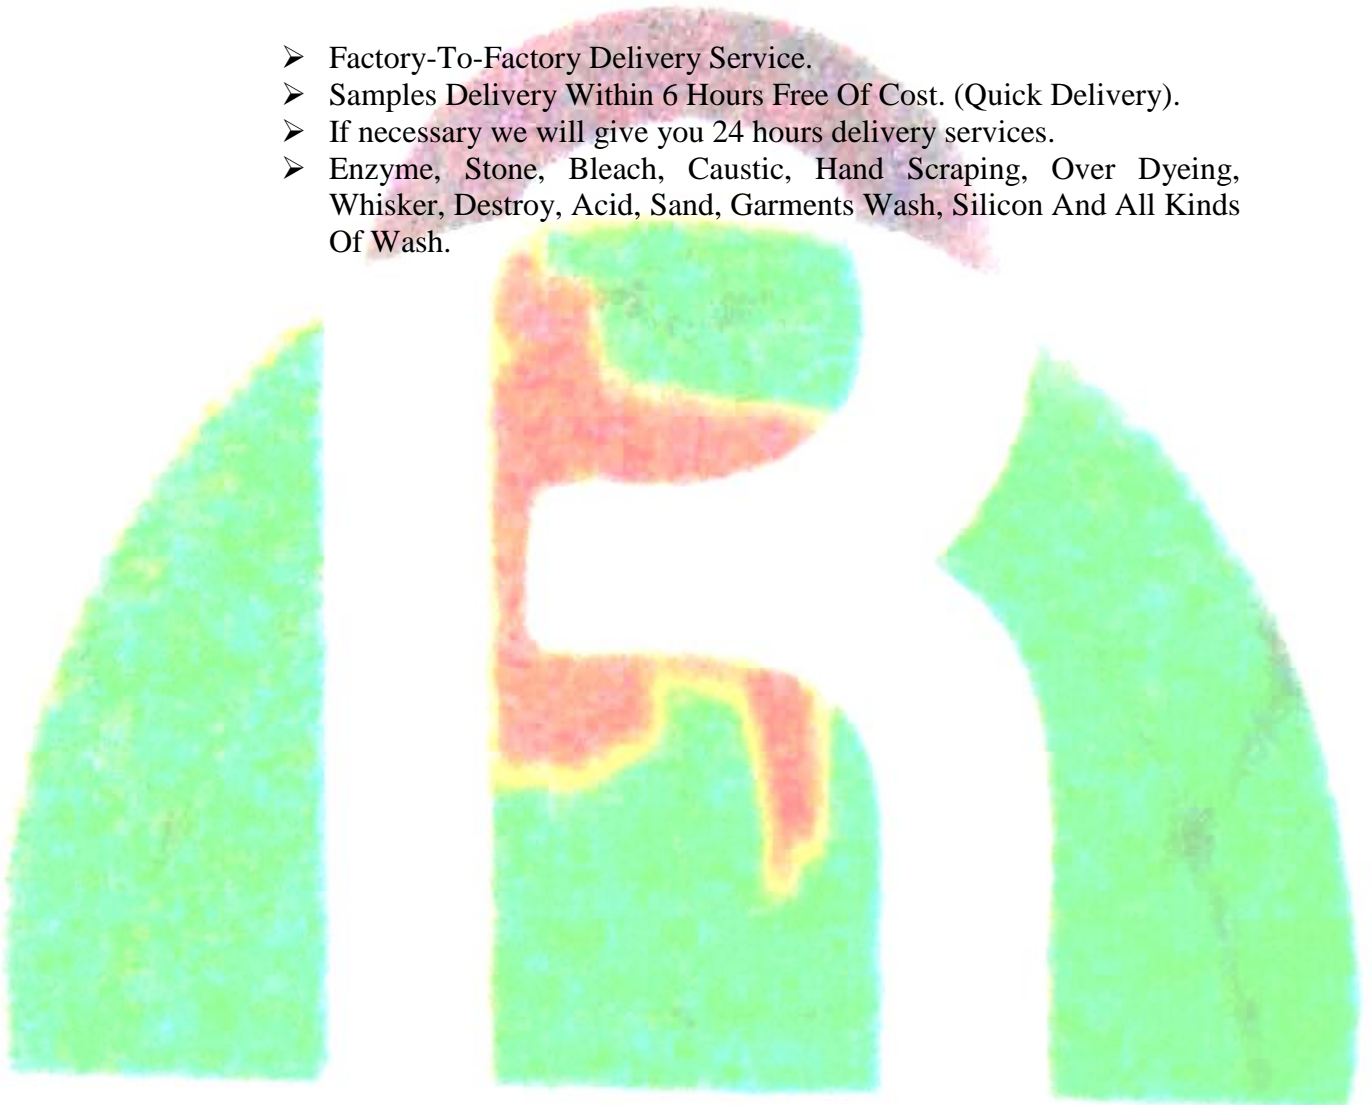 ➢ Factory-To-Factory Delivery Service.
➢ Samples Delivery Within 6 Hours Free Of Cost. (Quick Delivery).
➢ If necessary we will give you 24 hours delivery services.
➢ Enzyme, Stone, Bleach, Caustic, Hand Scraping, Over Dyeing,
Whisker, Destroy, Acid, Sand, Garments Wash, Silicon And All Kinds
Of Wash.